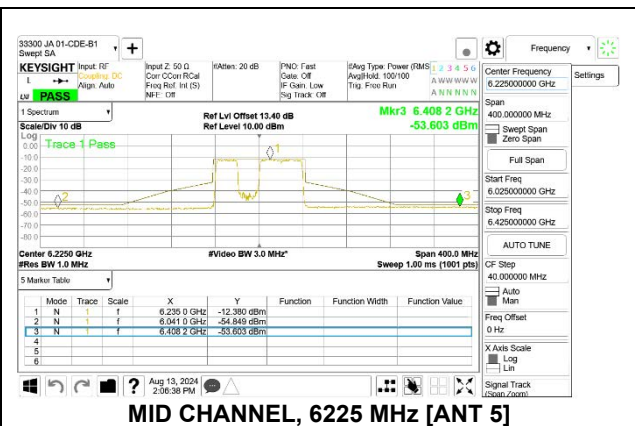 33300 JA 01-CDE-B1
Swept SA
Frequency
Settings
KEYSIGHT
L
LXI
PASS
Input: RF
Coupling: DC
Align: Auto
Input Z: 50 Ω
Corr CCorr RCal
Freq Ref: Int (S)
NFE: Off
#Atten: 20 dB
PNO: Fast
Gate: Off
IF Gain: Low
Sig Track: Off
#Avg Type: Power (RMS
Avg|Hold: 100/100
Trig: Free Run
1 2 3 4 5 6
A W W W W W
A N N N N N
1 Spectrum
Scale/Div 10 dB
Ref Lvl Offset 13.40 dB
Ref Level 10.00 dBm
Mkr3 6.408 2 GHz
-53.603 dBm
Log
Trace 1 Pass
0.00
-10.0
-20.0
-30.0
-40.0
-50.0
-60.0
-70.0
-80.0
1
2
3
Center 6.2250 GHz
#Res BW 1.0 MHz
#Video BW 3.0 MHz*
Span 400.0 MHz
Sweep 1.00 ms (1001 pts)
5 Marker Table
Mode Trace Scale X Y Function Function Width Function Value
1 N 1 f 6.235 0 GHz -12.380 dBm
2 N 1 f 6.041 0 GHz -54.849 dBm
3 N 1 f 6.408 2 GHz -53.603 dBm
4
5
6
Center Frequency
6.225000000 GHz
Span
400.000000 MHz
Swept Span
Zero Span
Full Span
Start Freq
6.025000000 GHz
Stop Freq
6.425000000 GHz
AUTO TUNE
CF Step
40.000000 MHz
Auto
Man
Freq Offset
0 Hz
X Axis Scale
Log
Lin
Signal Track
(Span Zoom)
?
Aug 13, 2024
2:06:38 PM
MID CHANNEL, 6225 MHz [ANT 5]